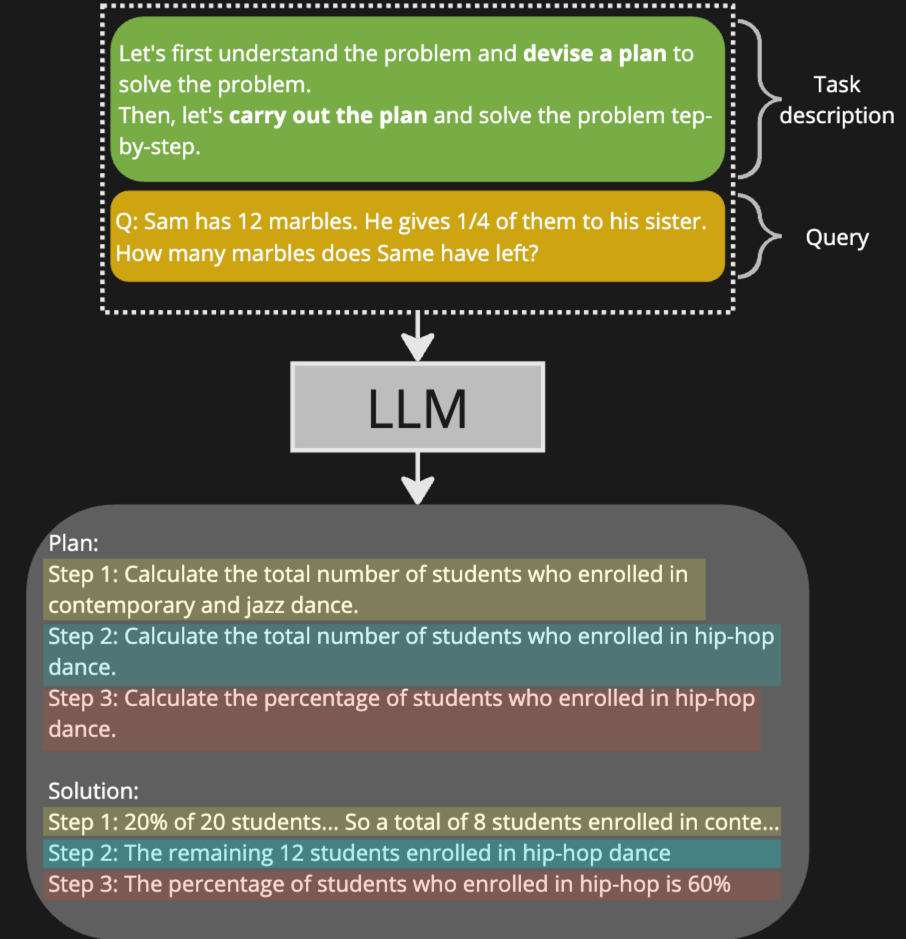 Let's first understand the problem and devise a plan to
solve the problem.
Then, let's carry out the plan and solve the problem tep-
by-step.
Task
description
Q: Sam has 12 marbles. He gives 1/4 of them to his sister.
How many marbles does Same have left?
Query
LLM
Plan:
Step 1: Calculate the total number of students who enrolled in
contemporary and jazz dance.
Step 2: Calculate the total number of students who enrolled in hip-hop
dance.
Step 3: Calculate the percentage of students who enrolled in hip-hop
dance.
Solution:
Step 1: 20% of 20 students... So a total of 8 students enrolled in conte...
Step 2: The remaining 12 students enrolled in hip-hop dance
Step 3: The percentage of students who enrolled in hip-hop is 60%